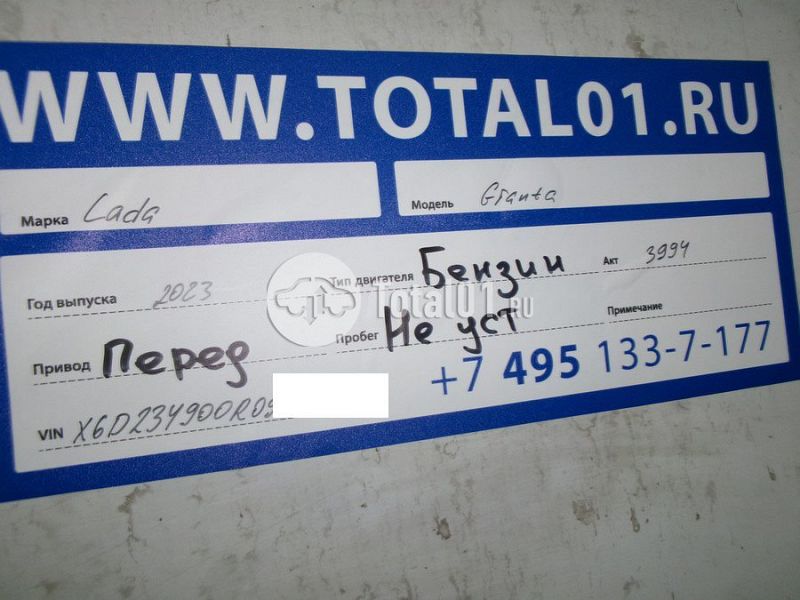 WWW.TOTAL01.RU
Марка Lada Модель Granta
Год выпуска 2023 Тип двигателя Бензин Акт 3994
Total01.RU
Привод Перед Пробег Не уст Примечание
+7 495 133-7-177
VIN X6D234900R09